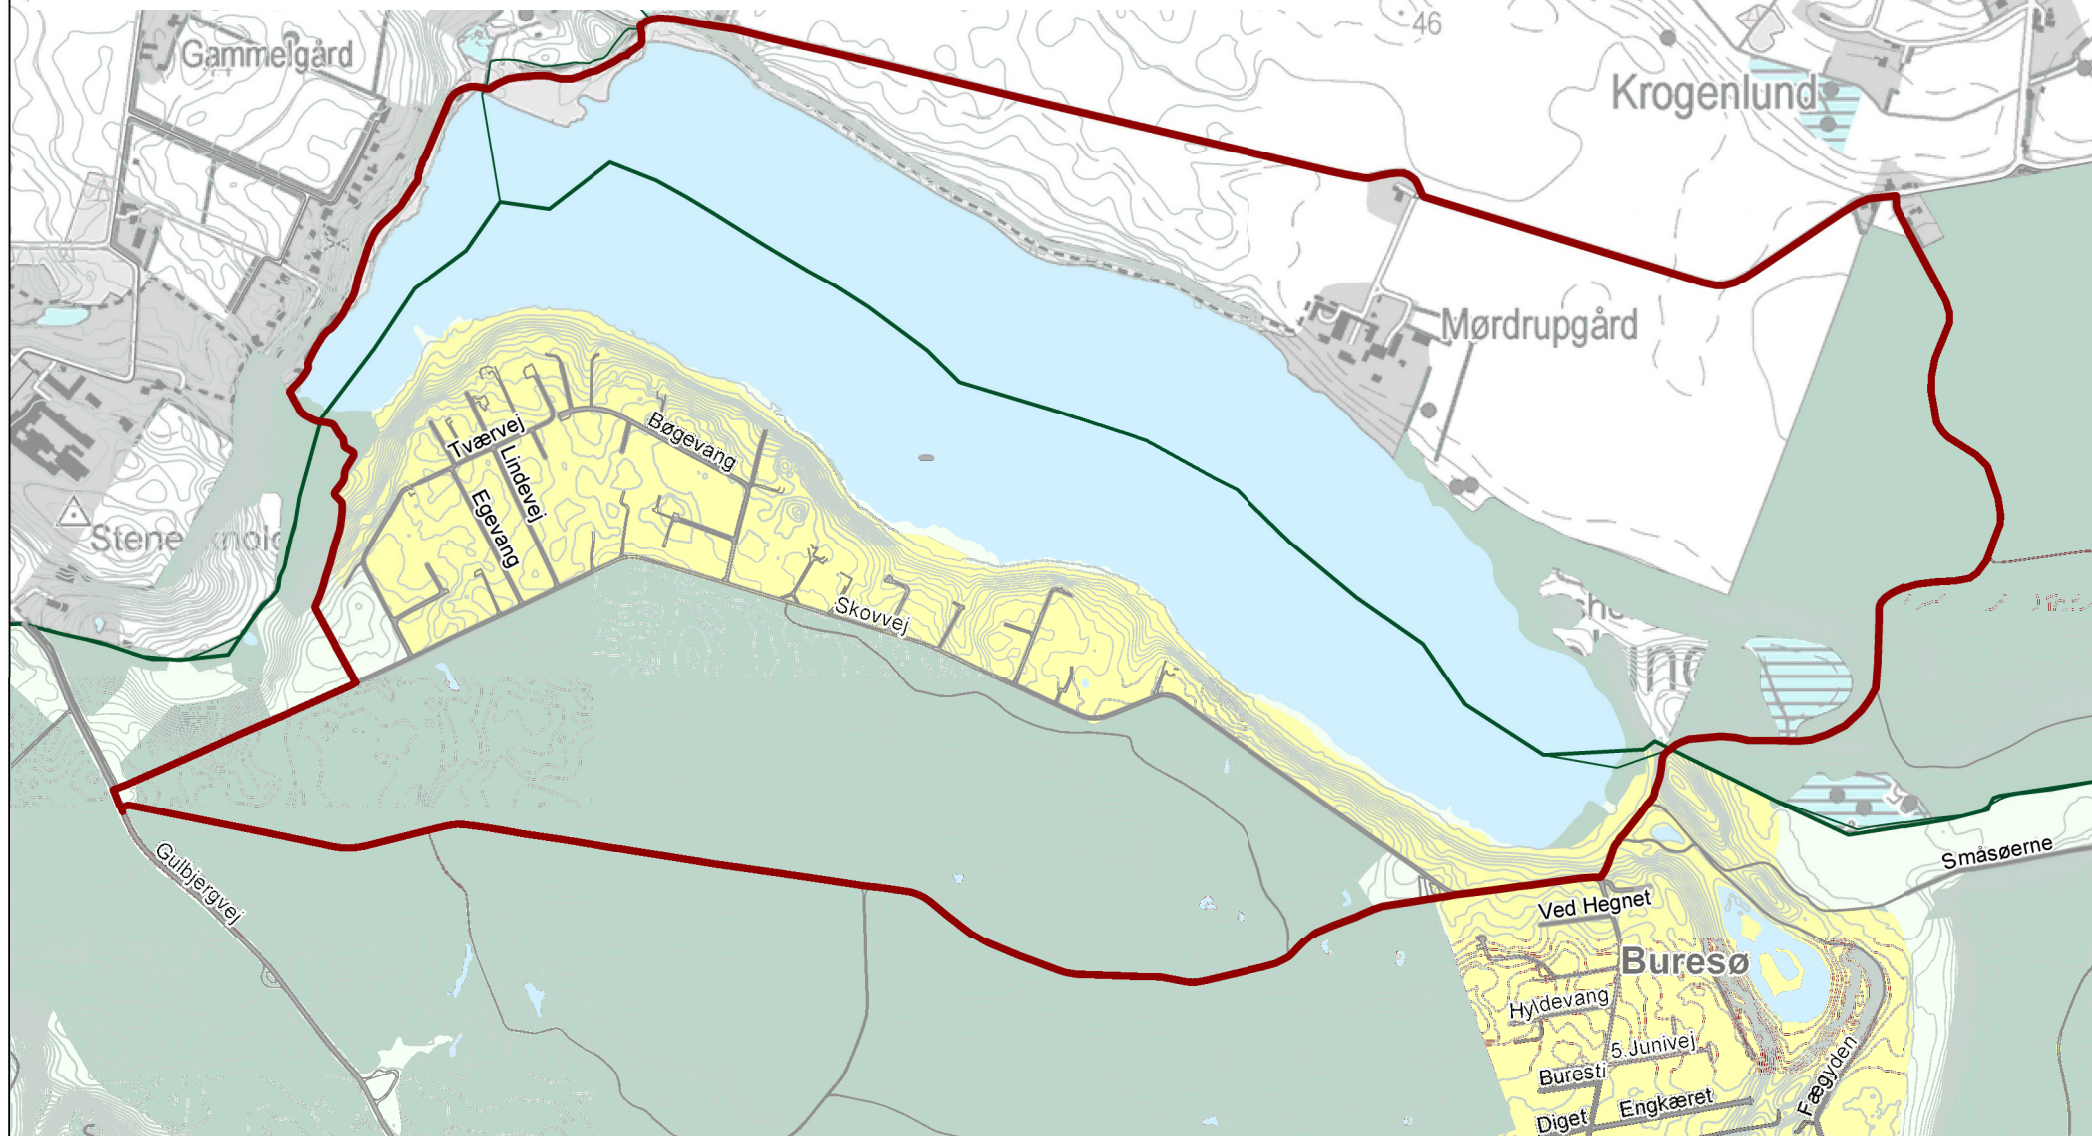 46
Gammelgård
Krogenlund
Mørdrupgård
Tværvej
Bøgevang
Lindevej
Egevang
Skovvej
Gulbjergvej
Småsøerne
Ved Hegnet
Buresø
Hyldevang
5.Junivej
Buresti
Engkæret
Diget
Fægyden